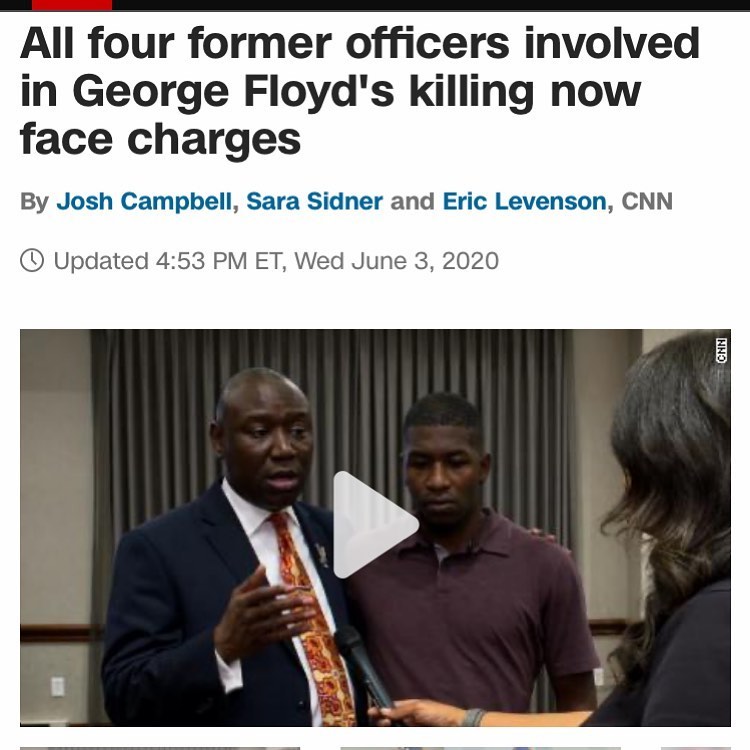 All four former officers involved
in George Floyd's killing now
face charges
By Josh Campbell, Sara Sidner and Eric Levenson, CNN
Updated 4:53 PM ET, Wed June 3, 2020
CNN